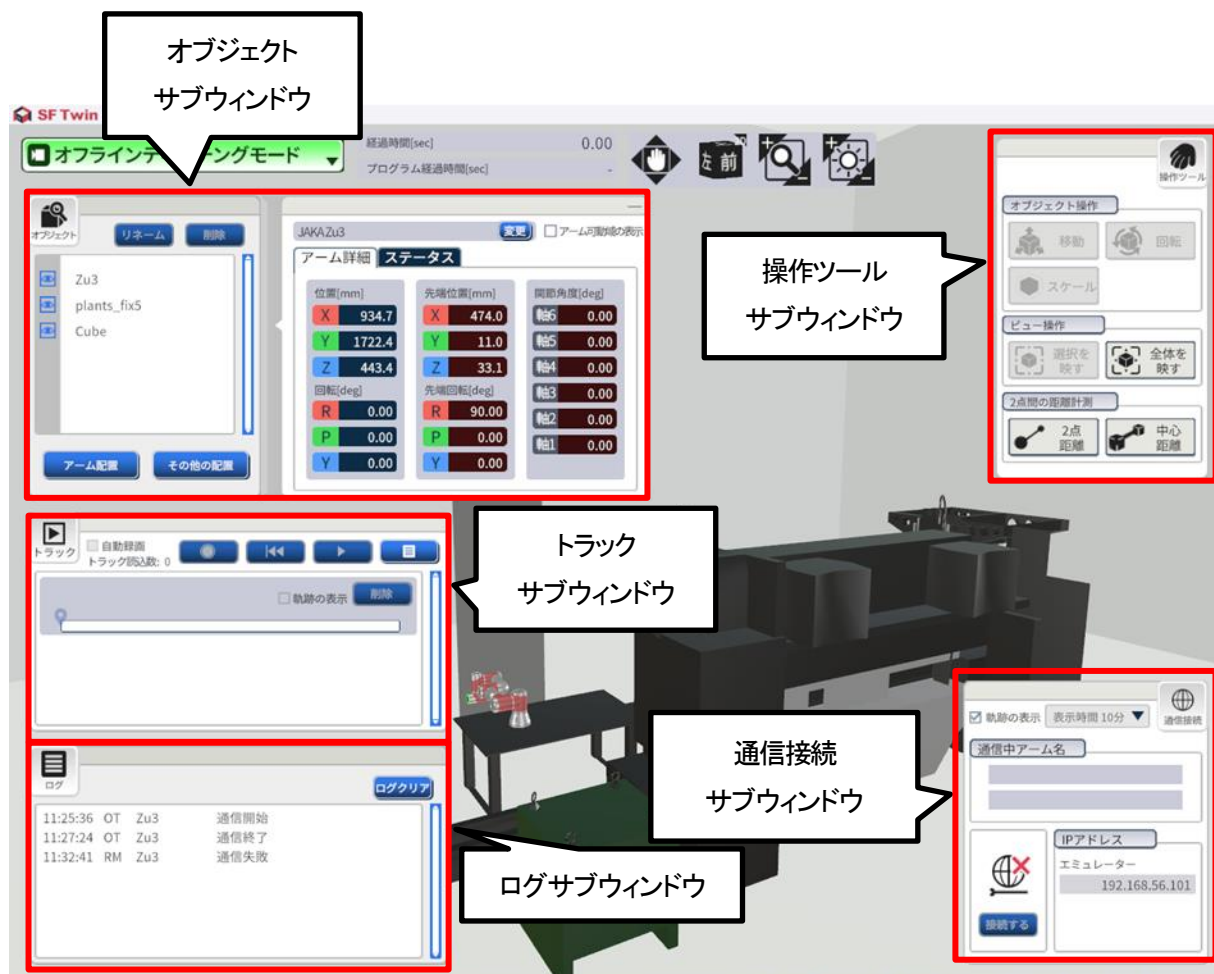 オブジェクト
サブウィンドウ
SF Twin
オフラインテ
ングモード
経過時間[sec] 0.00
プログラム経過時間[sec] -
左 前
操作ツール
オブジェクト
リネーム 削除
Zu3
plants_fix5
Cube
アーム配置 その他の配置
JAKA Zu3 変更 アーム可動域の表示
アーム詳細 ステータス
位置[mm] 先端位置[mm] 関節角度[deg]
X 934.7 X 474.0 軸6 0.00
Y 1722.4 Y 11.0 軸5 0.00
Z 443.4 Z 33.1 軸4 0.00
回転[deg] 先端回転[deg] 軸3 0.00
R 0.00 R 90.00 軸2 0.00
P 0.00 P 0.00 軸1 0.00
Y 0.00 Y 0.00
操作ツール
サブウィンドウ
オブジェクト操作
移動 回転
スケール
ビュー操作
選択を
映す
全体を
映す
2点間の距離計測
2点
距離
中心
距離
トラック
自動録画
トラック読込数: 0
軌跡の表示 削除
トラック
サブウィンドウ
ログ
ログクリア
11:25:36 OT Zu3 通信開始
11:27:24 OT Zu3 通信終了
11:32:41 RM Zu3 通信失敗
ログサブウィンドウ
通信接続
サブウィンドウ
軌跡の表示 表示時間 10分 通信接続
通信中アーム名
IPアドレス
エミュレーター
192.168.56.101
接続する